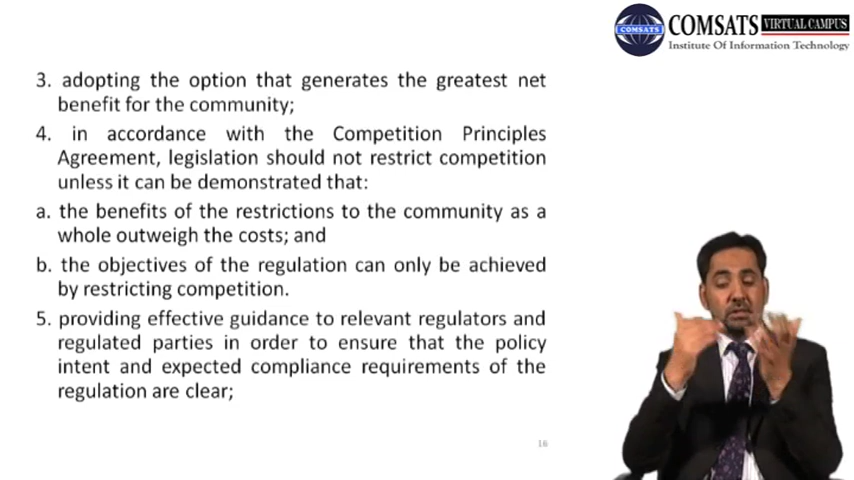 COMSATS VIRTUAL CAMPUS
COMSATS
Institute Of Information Technology
3. adopting the option that generates the greatest net
benefit for the community;
4. in accordance with the Competition Principles
Agreement, legislation should not restrict competition
unless it can be demonstrated that:
a. the benefits of the restrictions to the community as a
whole outweigh the costs; and
b. the objectives of the regulation can only be achieved
by restricting competition.
5. providing effective guidance to relevant regulators and
regulated parties in order to ensure that the policy
intent and expected compliance requirements of the
regulation are clear;
16